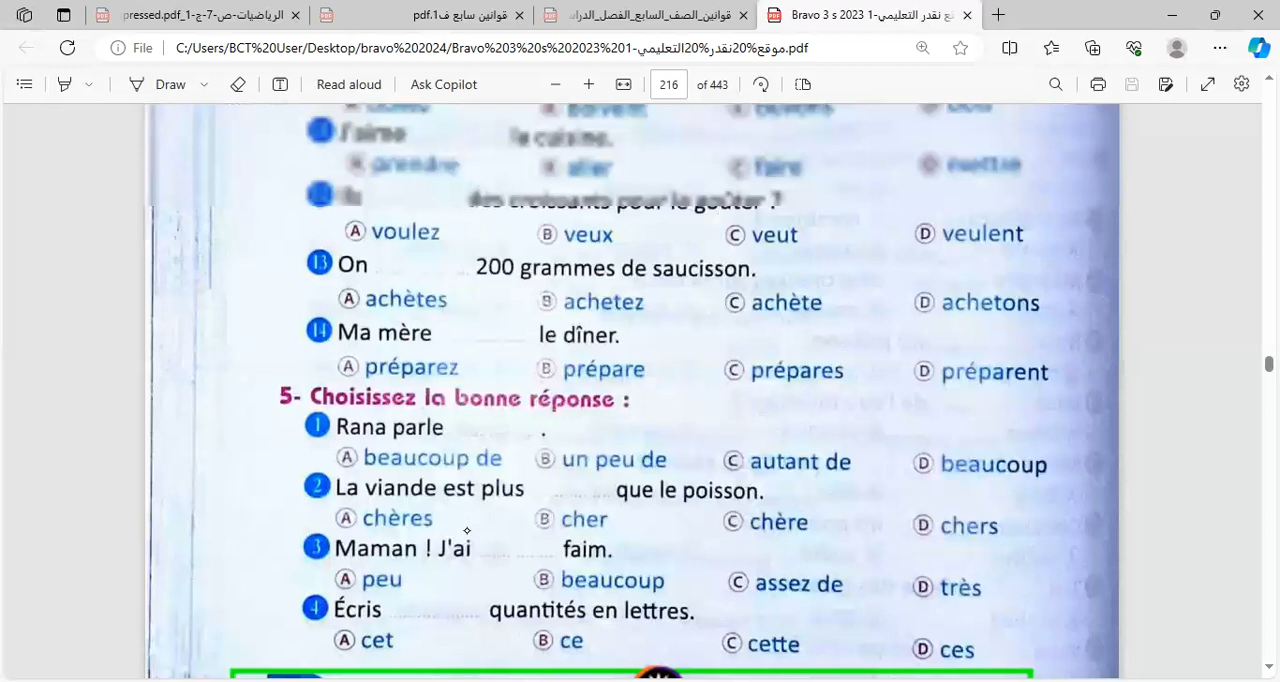 pressed.pdf_1-الرياضيات-ص-7-ج
قوانين سابع ف1.pdf
قوانين_الصف_السابع_الفصل_الدرا
Bravo 3 s 2023 1-قع نقدر التعليمي
File C:/Users/BCT%20User/Desktop/bravo%202024/Bravo%203%20s%202023%201-موقع%20نقدر%20التعليمي.pdf
Draw Read aloud Ask Copilot 216 of 443
J'aime la cuisine.
A prendre B aller C faire D mettre
12 Ils des croissants pour le goûter ?
A voulez B veux C veut D veulent
13 On 200 grammes de saucisson.
A achètes B achetez C achète D achetons
14 Ma mère le dîner.
A préparez B prépare C prépares D préparent
5- Choisissez la bonne réponse :
1 Rana parle .
A beaucoup de B un peu de C autant de D beaucoup
2 La viande est plus que le poisson.
A chères B cher C chère D chers
3 Maman ! J'ai faim.
A peu B beaucoup C assez de D très
4 Écris quantités en lettres.
A cet B ce C cette D ces